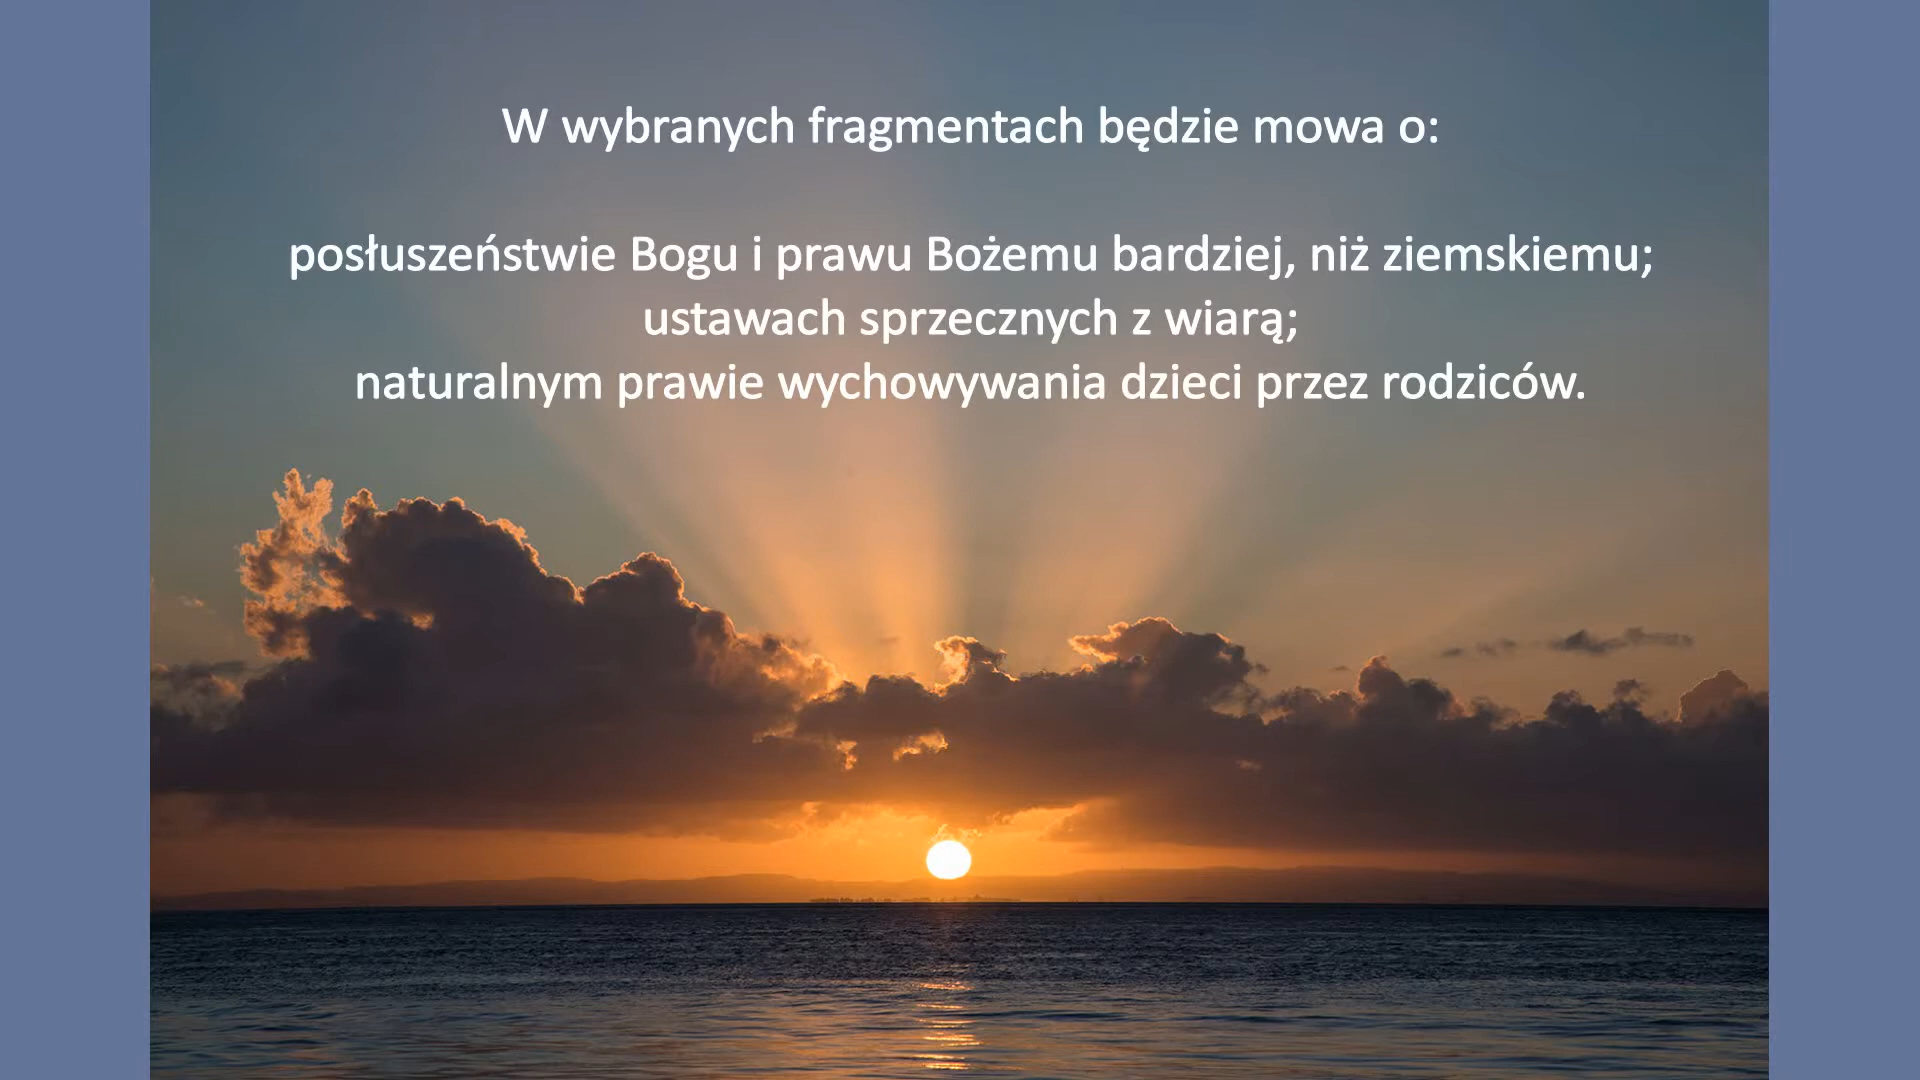 W wybranych fragmentach będzie mowa o:
posłuszeństwie Bogu i prawu Bożemu bardziej, niż ziemskiemu;
ustawach sprzecznych z wiarą;
naturalnym prawie wychowywania dzieci przez rodziców.